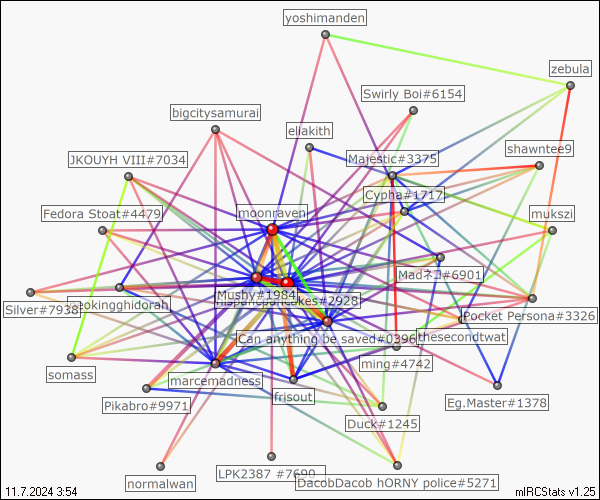 yoshimanden
zebula
Swirly Boi#6154
bigcitysamurai
eliakith
shawntee9
JKOUYH VIII#7034
Majestic#3375
Cypha#1717
Fedora Stoat#4479
moonraven
mukszi
Madネコ#6901
Mushy#1984
cakes#2928
Silver#7938
eokingghidorah
Pocket Persona#3326
Can anything be saved#0396
thesecondtwat
somass
marcemadness
ming#4742
frisout
Pikabro#9971
Eg.Master#1378
Duck#1245
normalwan
LPK2387 #7690
DacobDacob hORNY police#5271
11.7.2024 3:54
mIRCStats v1.25